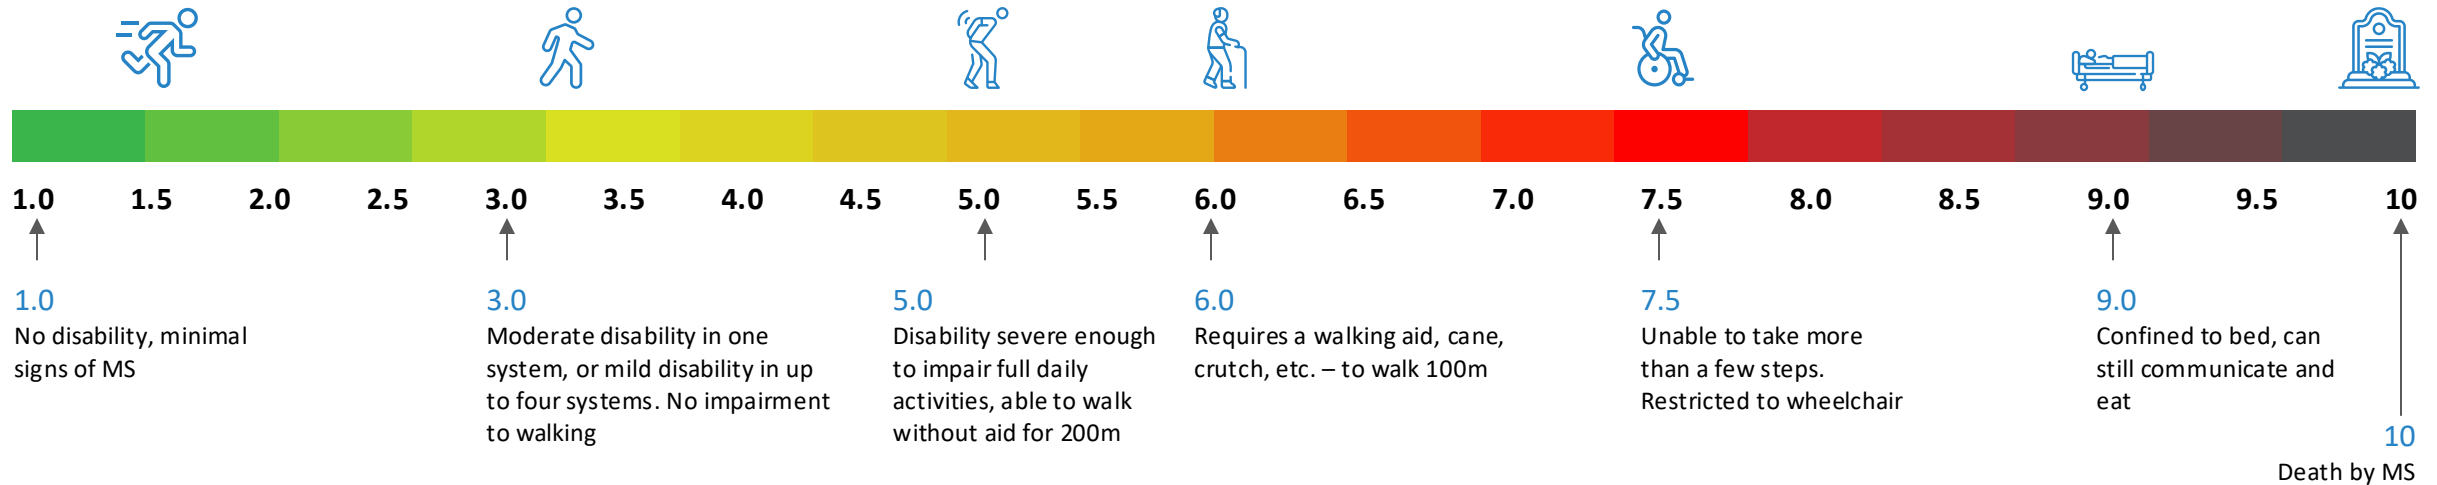 1.0 1.5 2.0 2.5 3.0 3.5 4.0 4.5 5.0 5.5 6.0 6.5 7.0 7.5 8.0 8.5 9.0 9.5 10
1.0
No disability, minimal
signs of MS
3.0
Moderate disability in one
system, or mild disability in up
to four systems. No impairment
to walking
5.0
Disability severe enough
to impair full daily
activities, able to walk
without aid for 200m
6.0
Requires a walking aid, cane,
crutch, etc. – to walk 100m
7.5
Unable to take more
than a few steps.
Restricted to wheelchair
9.0
Confined to bed, can
still communicate and
eat
10
Death by MS